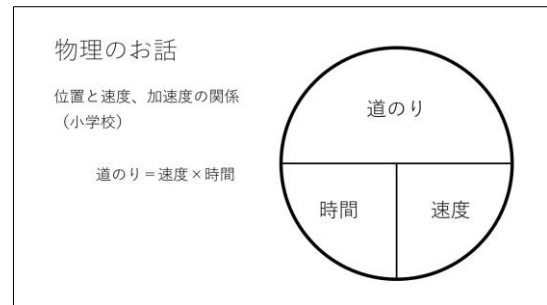 物理のお話
位置と速度、加速度の関係
（小学校）
道のり＝速度×時間
道のり
時間
速度